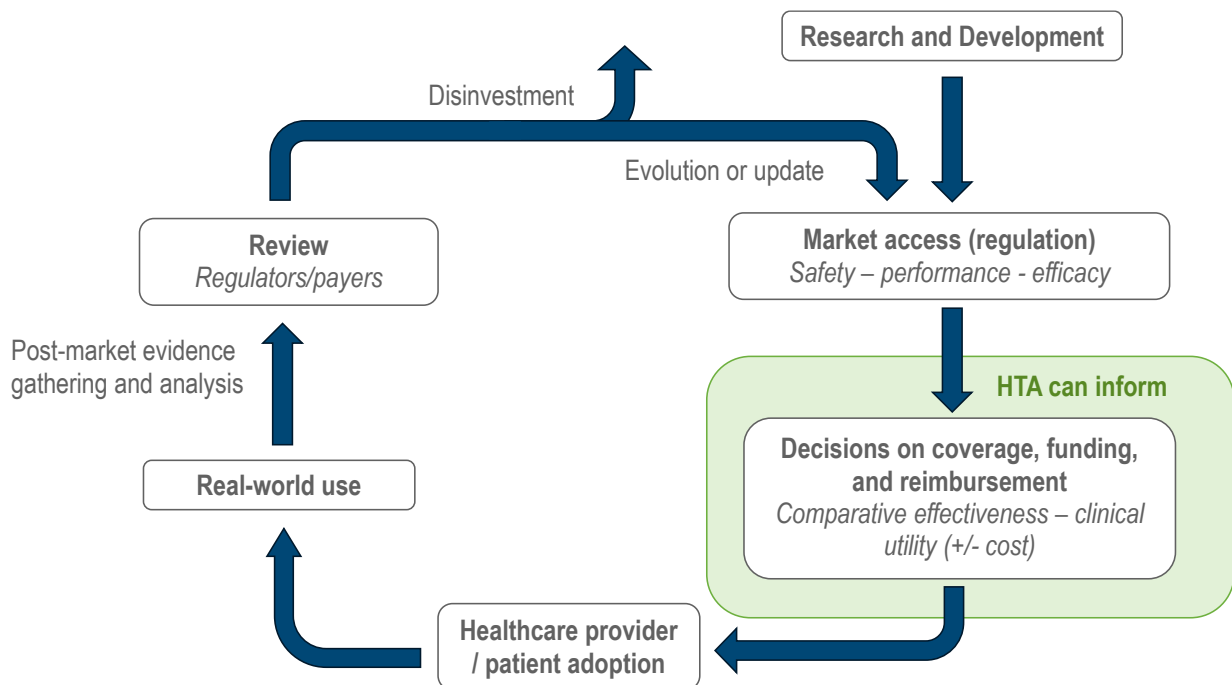 Research and Development
Disinvestment
Evolution or update
Review
Regulators/payers
Market access (regulation)
Safety – performance - efficacy
Post-market evidence
gathering and analysis
HTA can inform
Decisions on coverage, funding,
and reimbursement
Comparative effectiveness – clinical
utility (+/- cost)
Real-world use
Healthcare provider
/ patient adoption